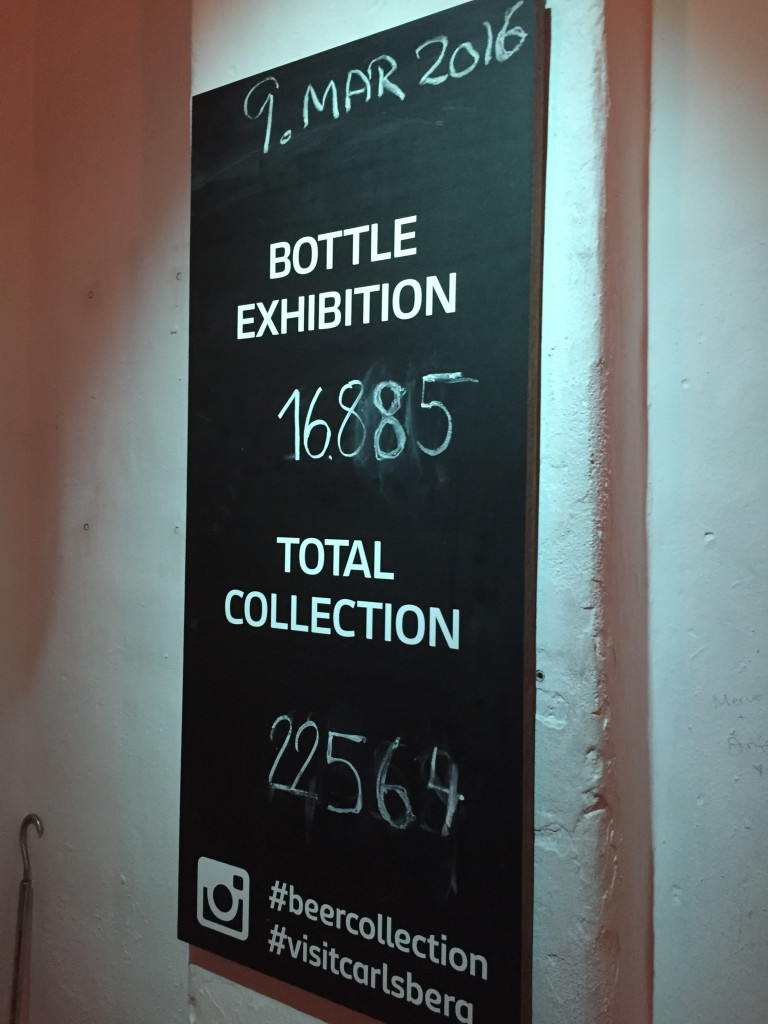 9. MAR 2016
BOTTLE
EXHIBITION
16.885
TOTAL
COLLECTION
22564
#beercollection
#visitcarlsberg